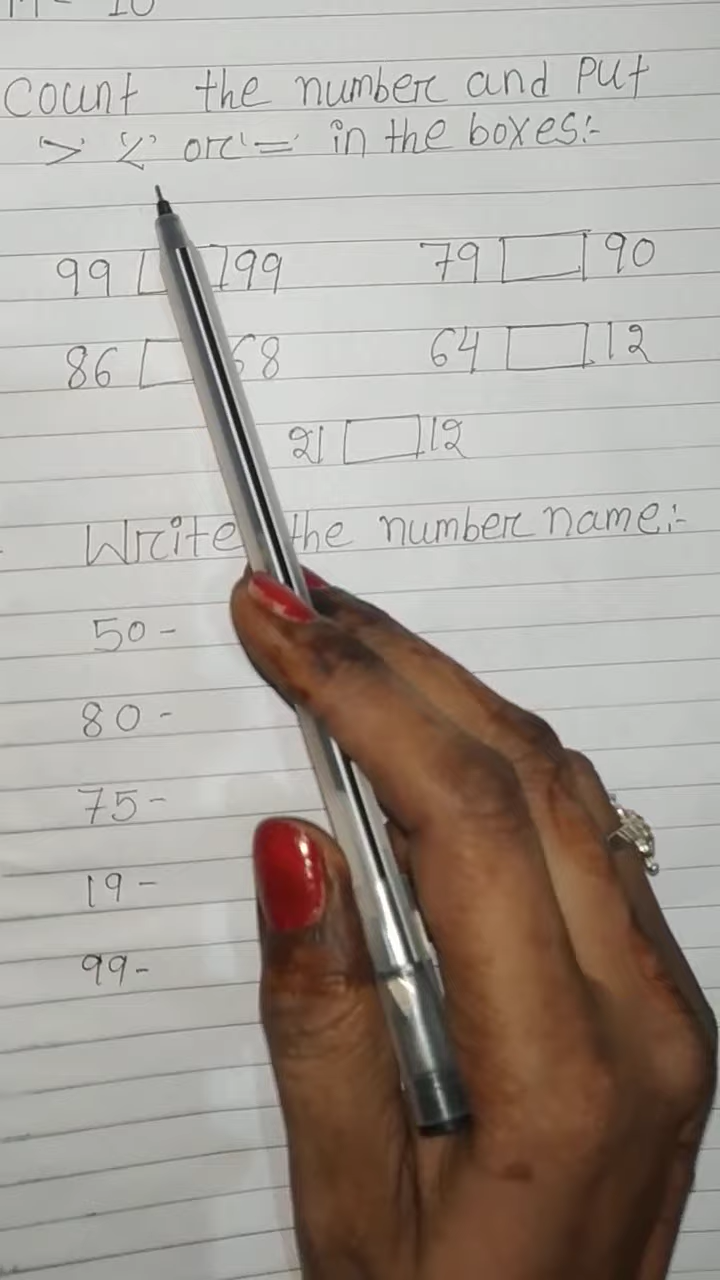 Count the number and put
'>' '<' or '=' in the boxes:-
99 99 79 90
86 68 64 12
21 12
Write the number name:-
50-
80-
75-
19-
99-